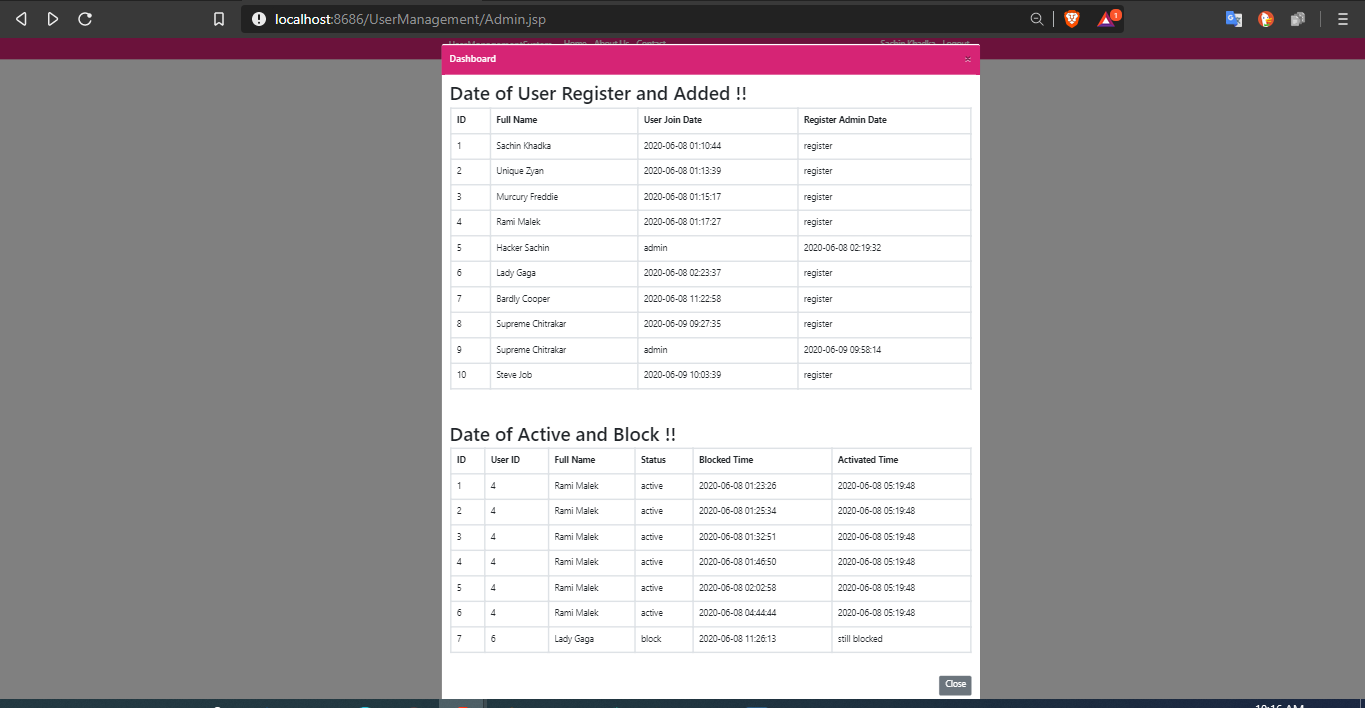 localhost:8686/UserManagement/Admin.jsp
1
UserManagementSystem Home About Us Contact Sachin Khadka Logout
Dashboard ×
Date of User Register and Added !!
ID Full Name User Join Date Register Admin Date
1 Sachin Khadka 2020-06-08 01:10:44 register
2 Unique Zyan 2020-06-08 01:13:39 register
3 Murcury Freddie 2020-06-08 01:15:17 register
4 Rami Malek 2020-06-08 01:17:27 register
5 Hacker Sachin admin 2020-06-08 02:19:32
6 Lady Gaga 2020-06-08 02:23:37 register
7 Bardly Cooper 2020-06-08 11:22:58 register
8 Supreme Chitrakar 2020-06-09 09:27:35 register
9 Supreme Chitrakar admin 2020-06-09 09:58:14
10 Steve Job 2020-06-09 10:03:39 register
Date of Active and Block !!
ID User ID Full Name Status Blocked Time Activated Time
1 4 Rami Malek active 2020-06-08 01:23:26 2020-06-08 05:19:48
2 4 Rami Malek active 2020-06-08 01:25:34 2020-06-08 05:19:48
3 4 Rami Malek active 2020-06-08 01:32:51 2020-06-08 05:19:48
4 4 Rami Malek active 2020-06-08 01:46:50 2020-06-08 05:19:48
5 4 Rami Malek active 2020-06-08 02:02:58 2020-06-08 05:19:48
6 4 Rami Malek active 2020-06-08 04:44:44 2020-06-08 05:19:48
7 6 Lady Gaga block 2020-06-08 11:26:13 still blocked
Close
10:16 AM